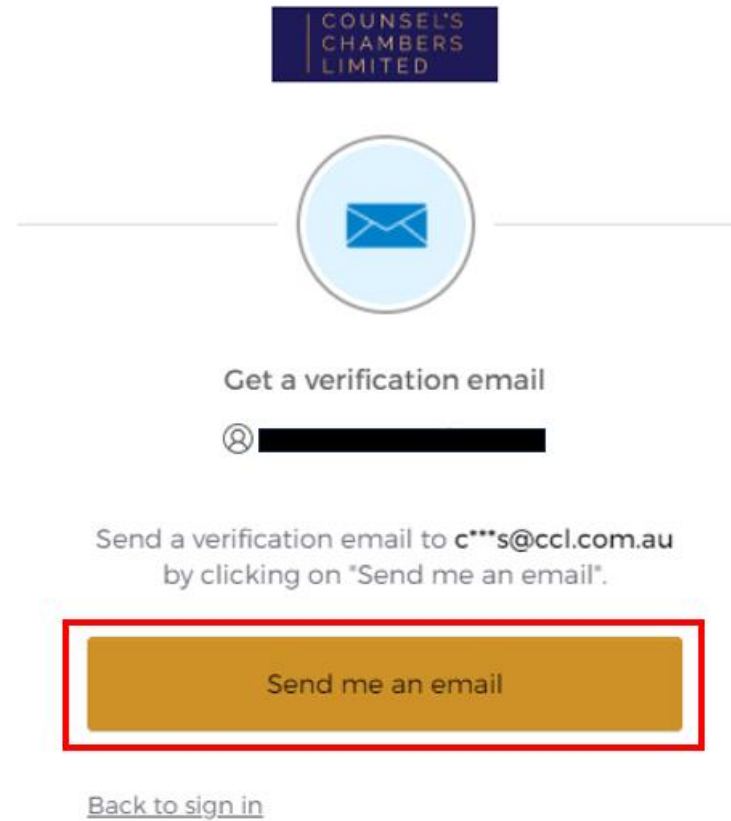 COUNSEL'S
CHAMBERS
LIMITED
Get a verification email
Send a verification email to c***s@ccl.com.au
by clicking on "Send me an email".
Send me an email
Back to sign in